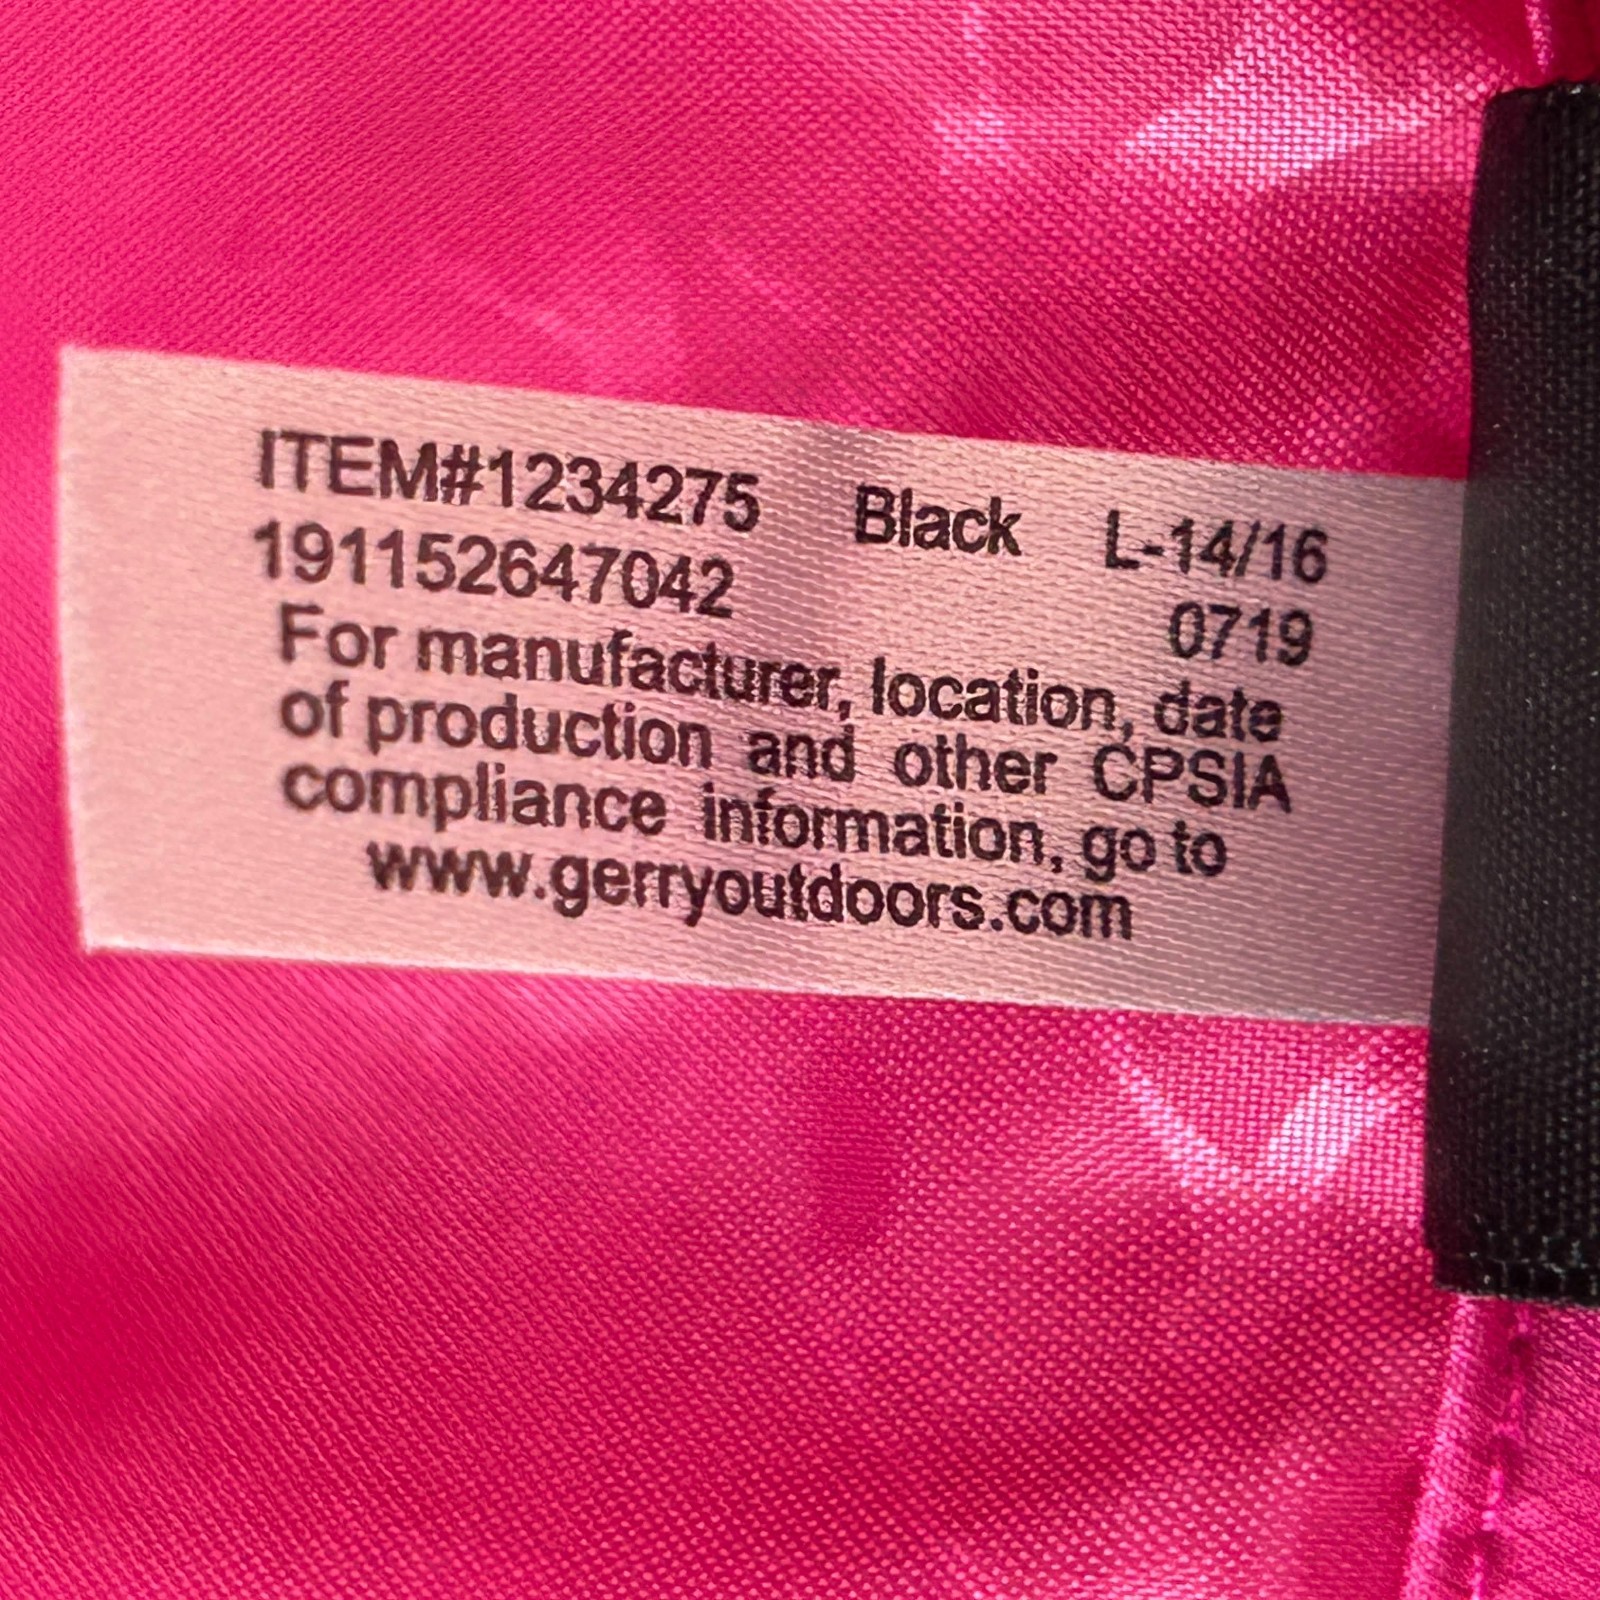 ITEM#1234275 Black L-14/16
191152647042 0719
For manufacturer, location, date
of production and other CPSIA
compliance information, go to
www.gerryoutdoors.com